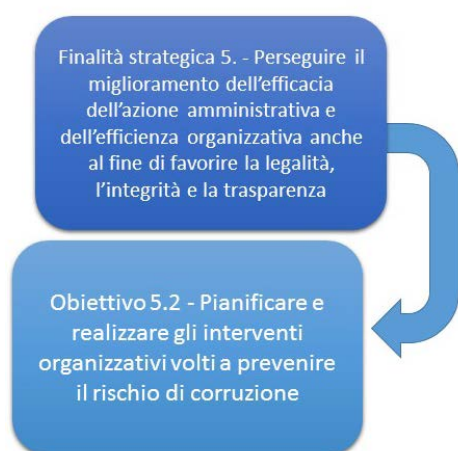 Finalità strategica 5. - Perseguire il
miglioramento dell'efficacia
dell'azione amministrativa e
dell'efficienza organizzativa anche
al fine di favorire la legalità,
l'integrità e la trasparenza
Obiettivo 5.2 - Pianificare e
realizzare gli interventi
organizzativi volti a prevenire
il rischio di corruzione